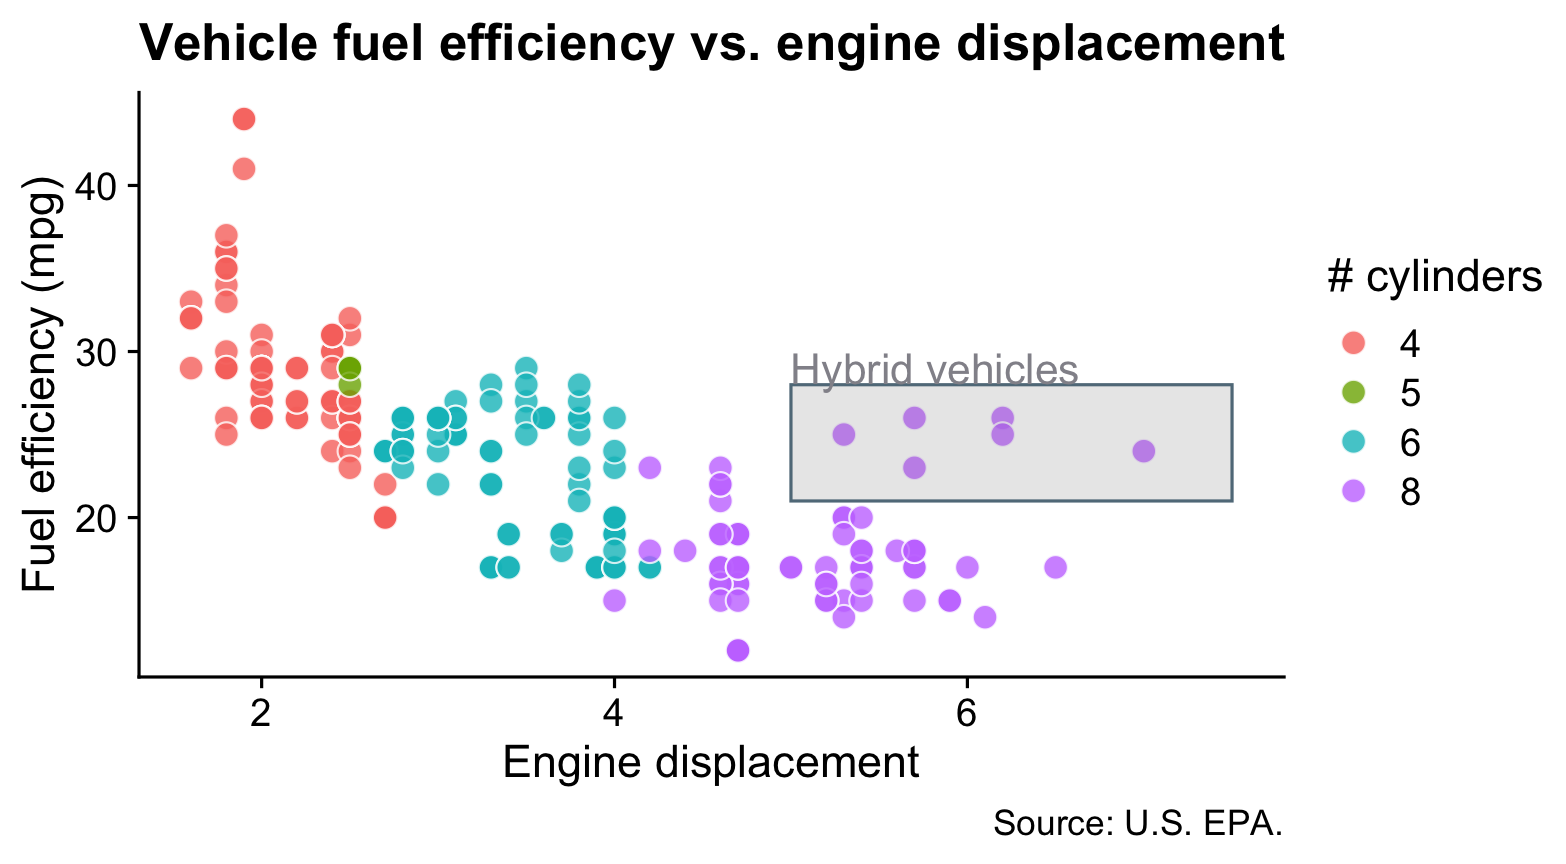 Vehicle fuel efficiency vs. engine displacement
Fuel efficiency (mpg)
40
30
20
Hybrid vehicles
2
4
6
Engine displacement
# cylinders
4
5
6
8
Source: U.S. EPA.